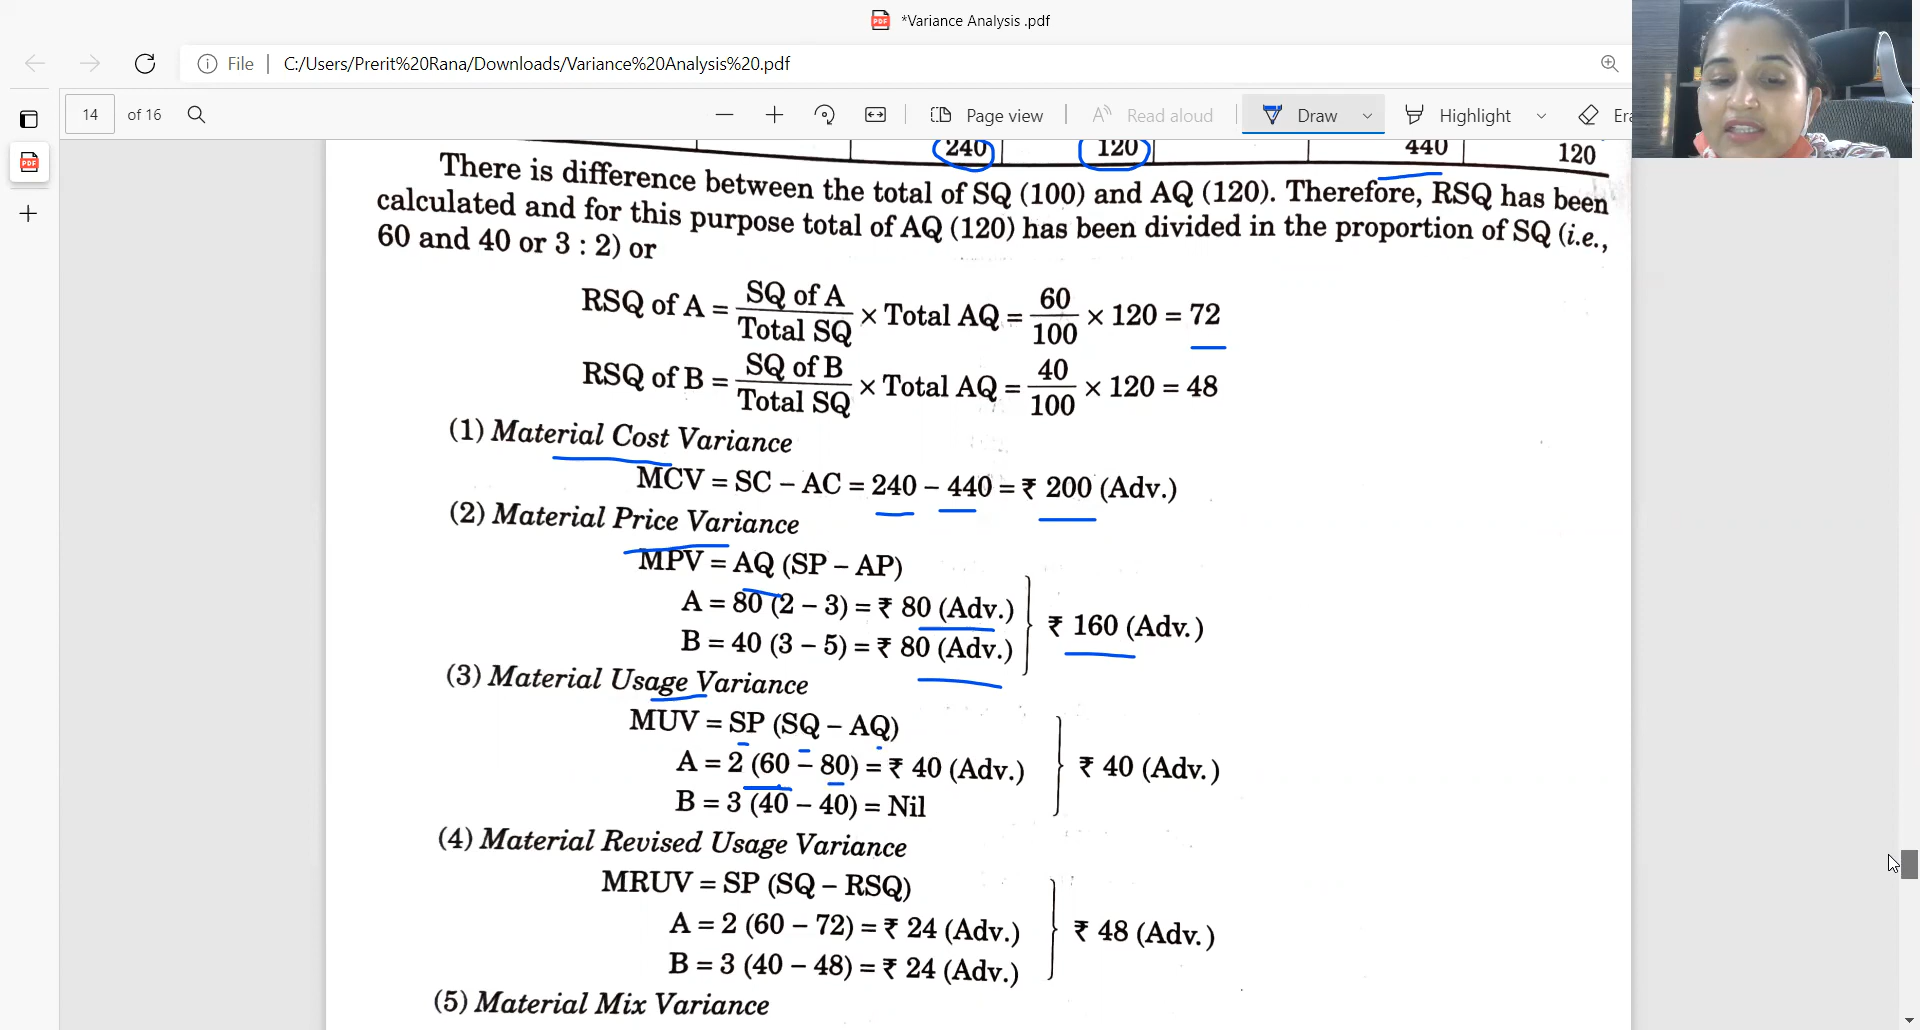 *Variance Analysis .pdf
File | C:/Users/Prerit%20Rana/Downloads/Variance%20Analysis%20.pdf
14 of 16 Page view Read aloud Draw Highlight Era
240 120 440 120
There is difference between the total of SQ (100) and AQ (120). Therefore, RSQ has been
calculated and for this purpose total of AQ (120) has been divided in the proportion of SQ (i.e.,
60 and 40 or 3 : 2) or
RSQ of A = SQ of A / Total SQ × Total AQ = 60 / 100 × 120 = 72
RSQ of B = SQ of B / Total SQ × Total AQ = 40 / 100 × 120 = 48
(1) Material Cost Variance
MCV = SC – AC = 240 – 440 = ₹ 200 (Adv.)
(2) Material Price Variance
MPV = AQ (SP – AP)
A = 80 (2 – 3) = ₹ 80 (Adv.)
B = 40 (3 – 5) = ₹ 80 (Adv.)
₹ 160 (Adv.)
(3) Material Usage Variance
MUV = SP (SQ – AQ)
A = 2 (60 – 80) = ₹ 40 (Adv.)
B = 3 (40 – 40) = Nil
₹ 40 (Adv.)
(4) Material Revised Usage Variance
MRUV = SP (SQ – RSQ)
A = 2 (60 – 72) = ₹ 24 (Adv.)
B = 3 (40 – 48) = ₹ 24 (Adv.)
₹ 48 (Adv.)
(5) Material Mix Variance